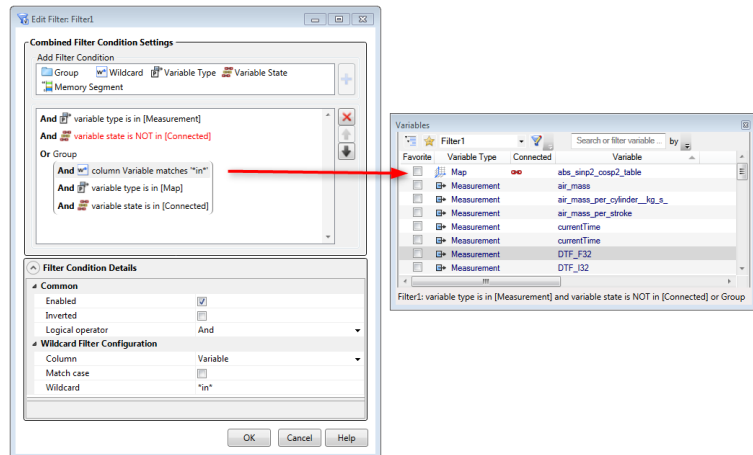 Edit Filter: Filter1
Combined Filter Condition Settings
Add Filter Condition
Group Wildcard Variable Type Variable State
Memory Segment
And variable type is in [Measurement]
And variable state is NOT in [Connected]
Or Group
And column Variable matches '*in*'
And variable type is in [Map]
And variable state is in [Connected]
Filter Condition Details
Common
Enabled
Inverted
Logical operator And
Wildcard Filter Configuration
Column Variable
Match case
Wildcard *in*
OK Cancel Help
Variables
Filter1 Search or filter variable ... by
Favorite Variable Type Connected Variable
Map abs_sinp2_cosp2_table
Measurement air_mass
Measurement air_mass_per_cylinder__kg_s_
Measurement air_mass_per_stroke
Measurement currentTime
Measurement currentTime
Measurement DTF_F32
Measurement DTF_I32
Filter1: variable type is in [Measurement] and variable state is NOT in [Connected] or Group